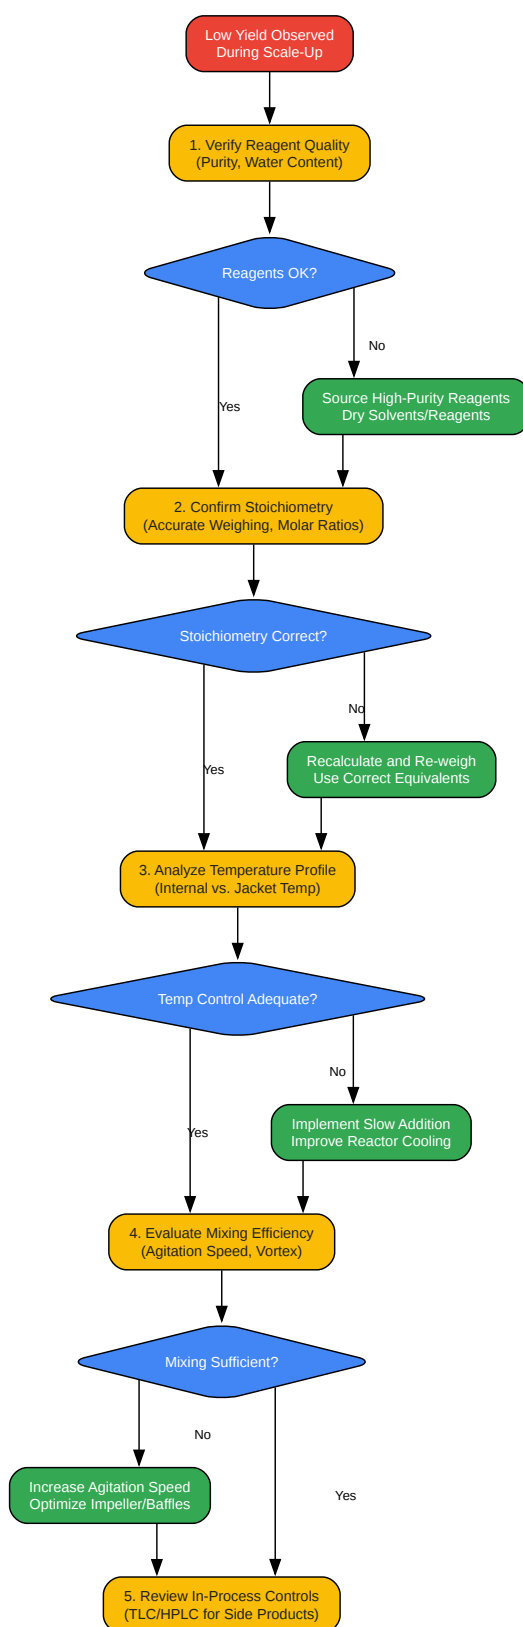 Low Yield Observed
During Scale-Up
1. Verify Reagent Quality
(Purity, Water Content)
Reagents OK?
No
Source High-Purity Reagents
Dry Solvents/Reagents
Yes
2. Confirm Stoichiometry
(Accurate Weighing, Molar Ratios)
Stoichiometry Correct?
No
Recalculate and Re-weigh
Use Correct Equivalents
Yes
3. Analyze Temperature Profile
(Internal vs. Jacket Temp)
Temp Control Adequate?
No
Implement Slow Addition
Improve Reactor Cooling
Yes
4. Evaluate Mixing Efficiency
(Agitation Speed, Vortex)
Mixing Sufficient?
No
Increase Agitation Speed
Optimize Impeller/Baffles
Yes
5. Review In-Process Controls
(TLC/HPLC for Side Products)